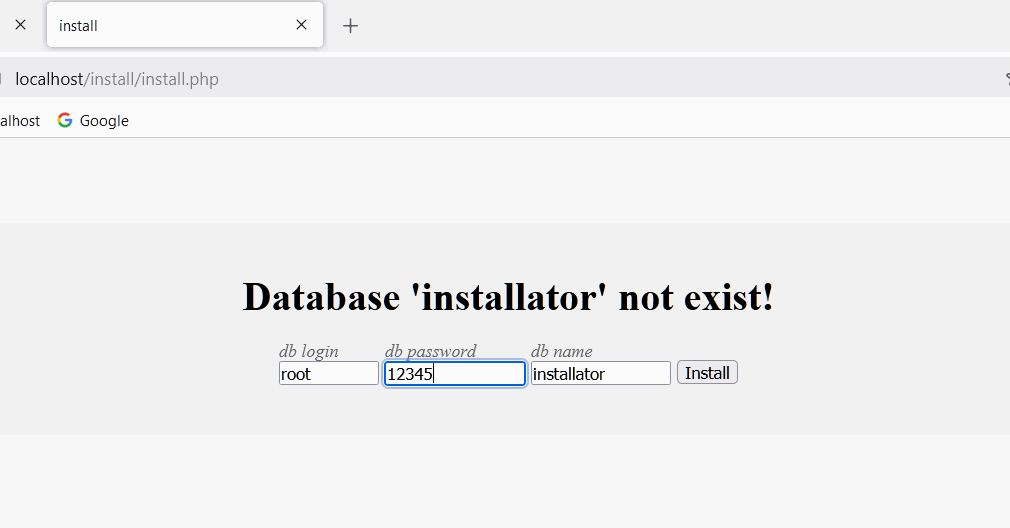 install
localhost/install/install.php
alhost Google
Database 'installator' not exist!
db login db password db name
root 12345 installator Install